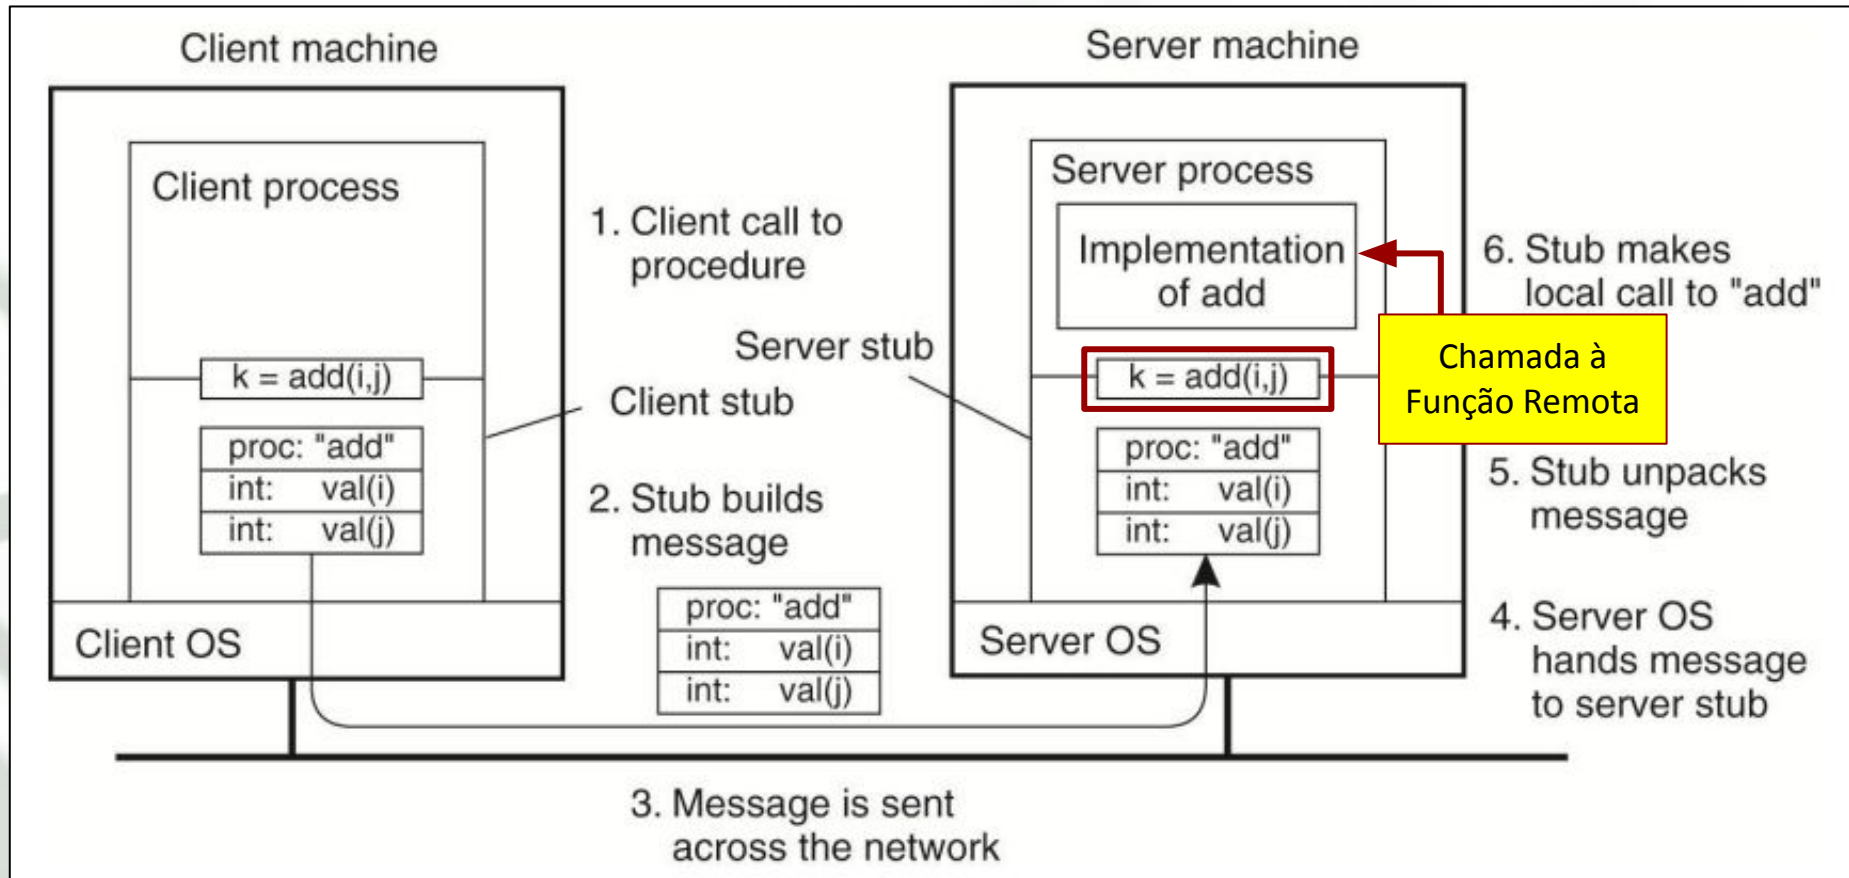 Client machine
Server machine
Client process
1. Client call to
procedure
Server process
Implementation
of add
6. Stub makes
local call to "add"
Chamada à
Função Remota
Server stub
Client stub
k = add(i,j)
k = add(i,j)
proc: "add"
int: val(i)
int: val(j)
2. Stub builds
message
proc: "add"
int: val(i)
int: val(j)
proc: "add"
int: val(i)
int: val(j)
5. Stub unpacks
message
Client OS
Server OS
4. Server OS
hands message
to server stub
3. Message is sent
across the network